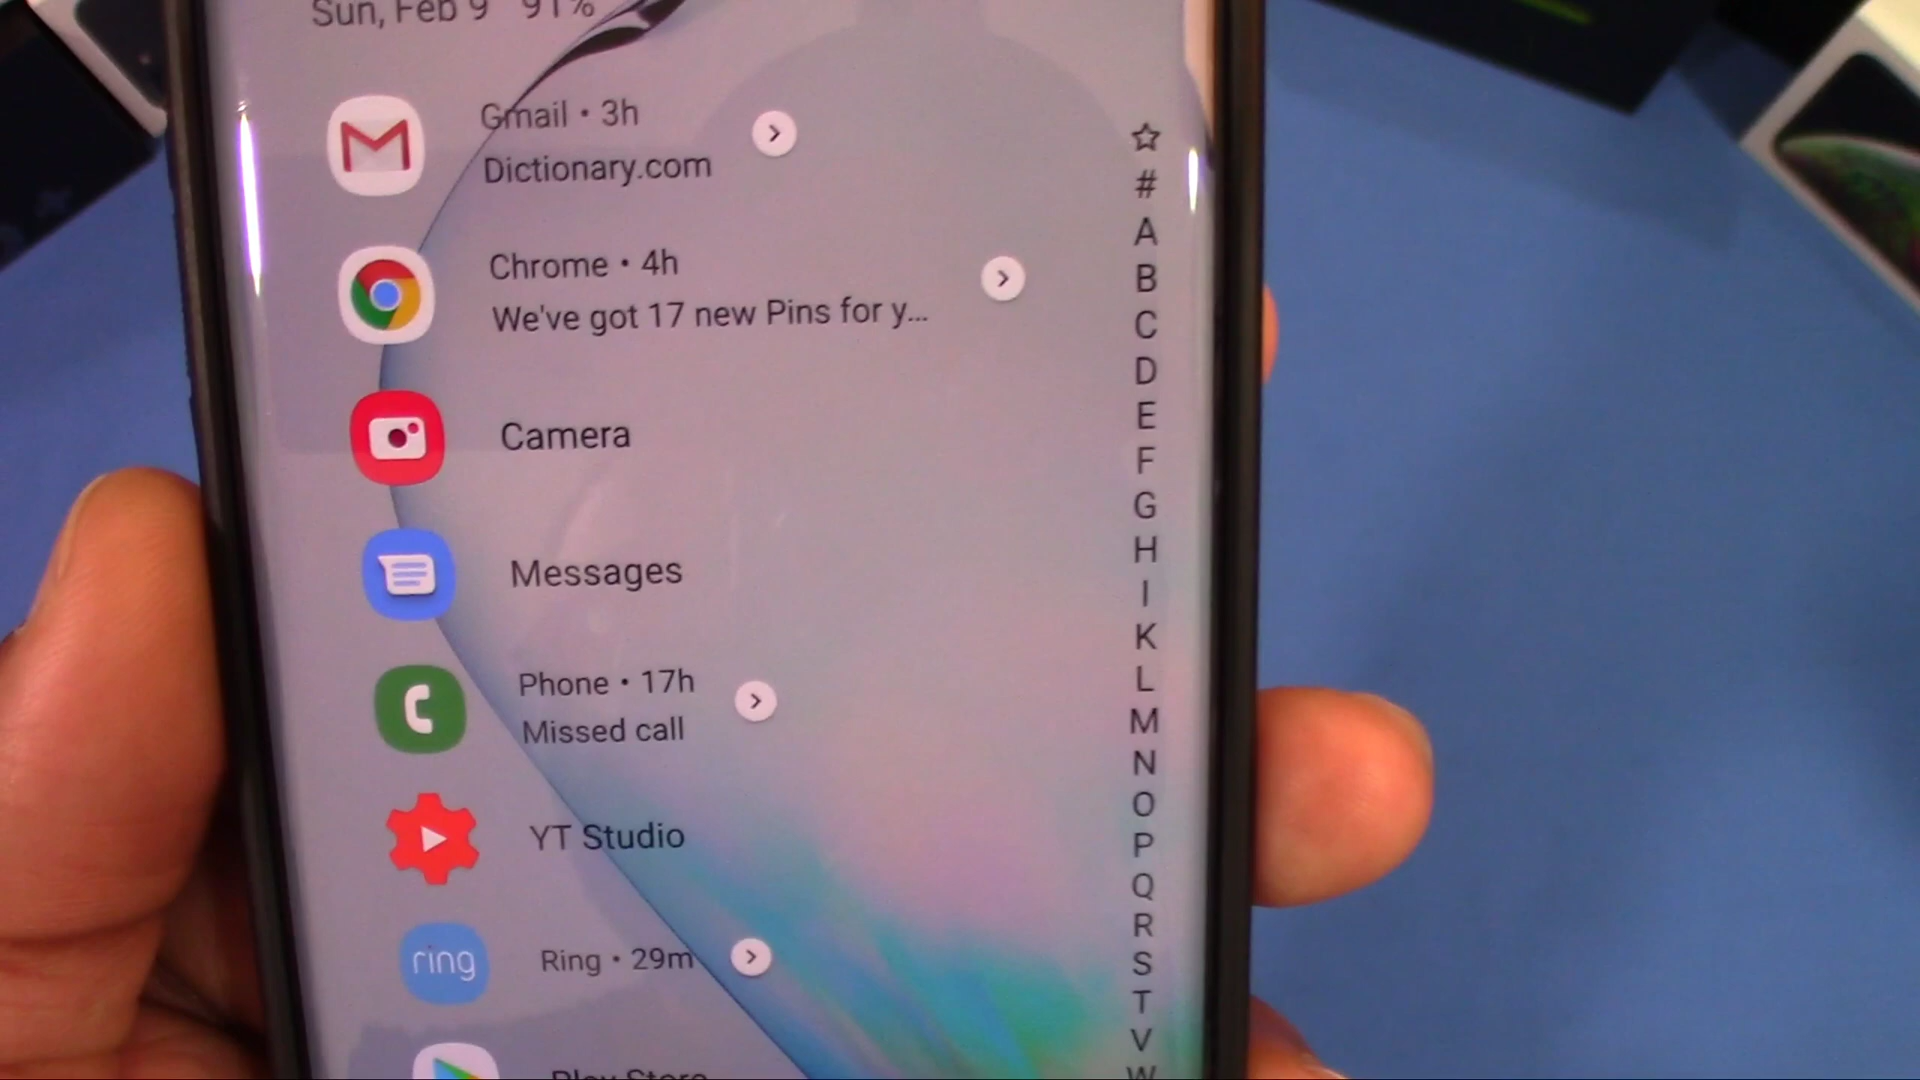 Sun, Feb 9 91%
Gmail • 3h
Dictionary.com
Chrome • 4h
We've got 17 new Pins for y...
Camera
Messages
Phone • 17h
Missed call
YT Studio
ring
Ring • 29m
Play Store
#
A
B
C
D
E
F
G
H
I
K
L
M
N
O
P
Q
R
S
T
V
W